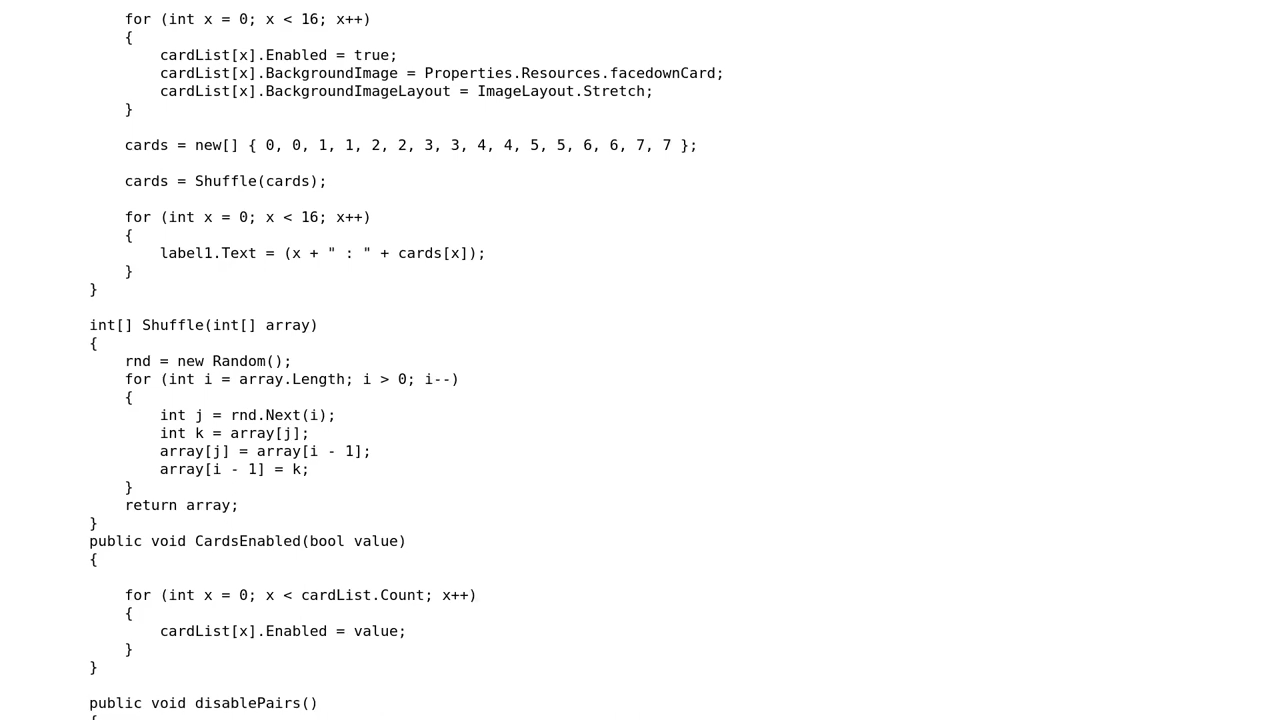 for (int x = 0; x < 16; x++)
{
cardList[x].Enabled = true;
cardList[x].BackgroundImage = Properties.Resources.facedownCard;
cardList[x].BackgroundImageLayout = ImageLayout.Stretch;
}
cards = new[] { 0, 0, 1, 1, 2, 2, 3, 3, 4, 4, 5, 5, 6, 6, 7, 7 };
cards = Shuffle(cards);
for (int x = 0; x < 16; x++)
{
label1.Text = (x + " : " + cards[x]);
}
}
int[] Shuffle(int[] array)
{
rnd = new Random();
for (int i = array.Length; i > 0; i--)
{
int j = rnd.Next(i);
int k = array[j];
array[j] = array[i - 1];
array[i - 1] = k;
}
return array;
}
public void CardsEnabled(bool value)
{
for (int x = 0; x < cardList.Count; x++)
{
cardList[x].Enabled = value;
}
}
public void disablePairs()
{